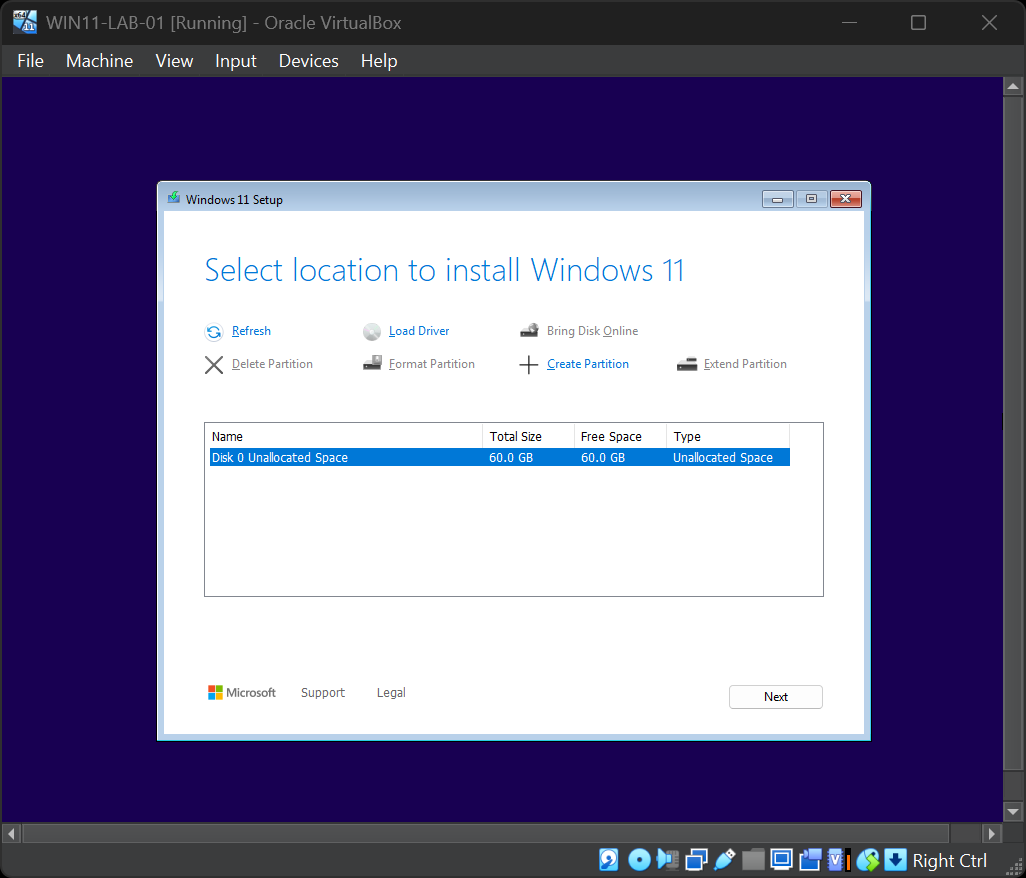 WIN11-LAB-01 [Running] - Oracle VirtualBox
File Machine View Input Devices Help
Windows 11 Setup
Select location to install Windows 11
Refresh Load Driver Bring Disk Online
Delete Partition Format Partition Create Partition Extend Partition
Name Total Size Free Space Type
Disk 0 Unallocated Space 60.0 GB 60.0 GB Unallocated Space
Microsoft Support Legal Next
Right Ctrl